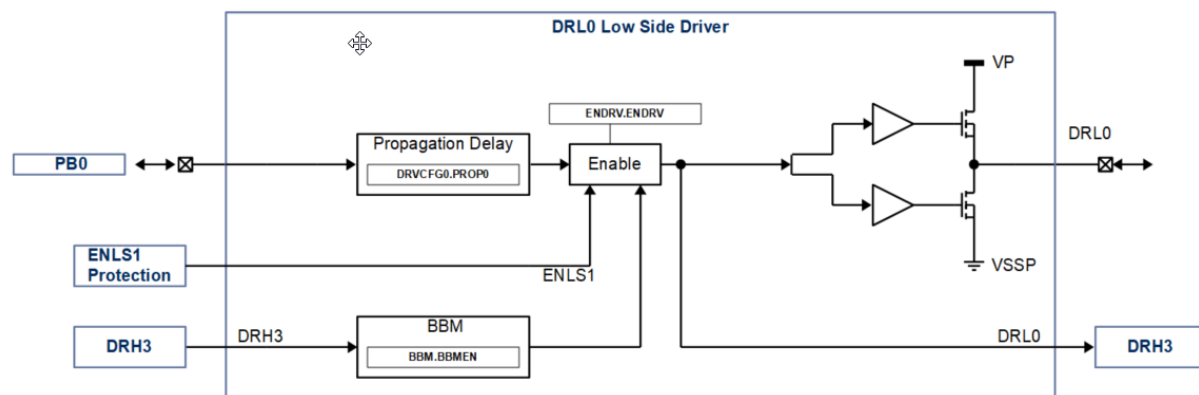 DRL0 Low Side Driver
VP
ENDRV.ENDRV
DRL0
Propagation Delay
PB0
Enable
DRVCFG0.PROP0
ENLS1
Protection
ENLS1
VSSP
BBM
DRH3
DRH3
DRL0
DRH3
BBM.BBMEN